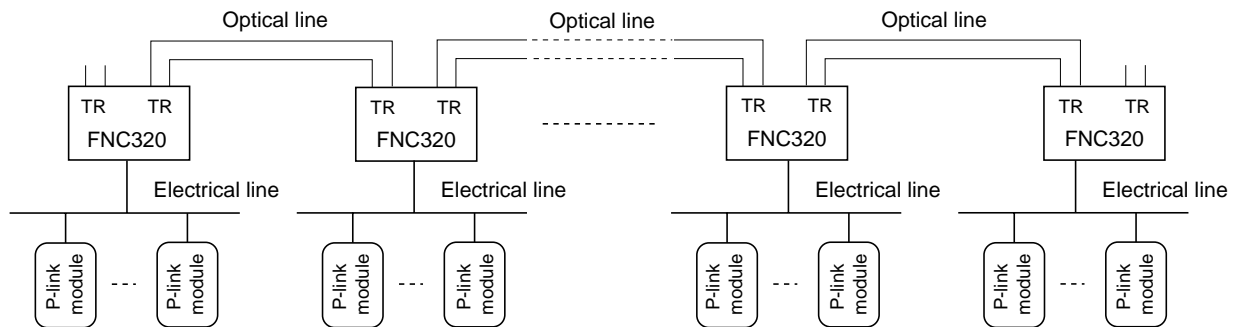 Optical line
Optical line
Optical line
TR TR
FNC320
TR TR
FNC320
TR TR
FNC320
TR TR
FNC320
Electrical line
Electrical line
Electrical line
Electrical line
P-link
module
P-link
module
P-link
module
P-link
module
P-link
module
P-link
module
P-link
module
P-link
module